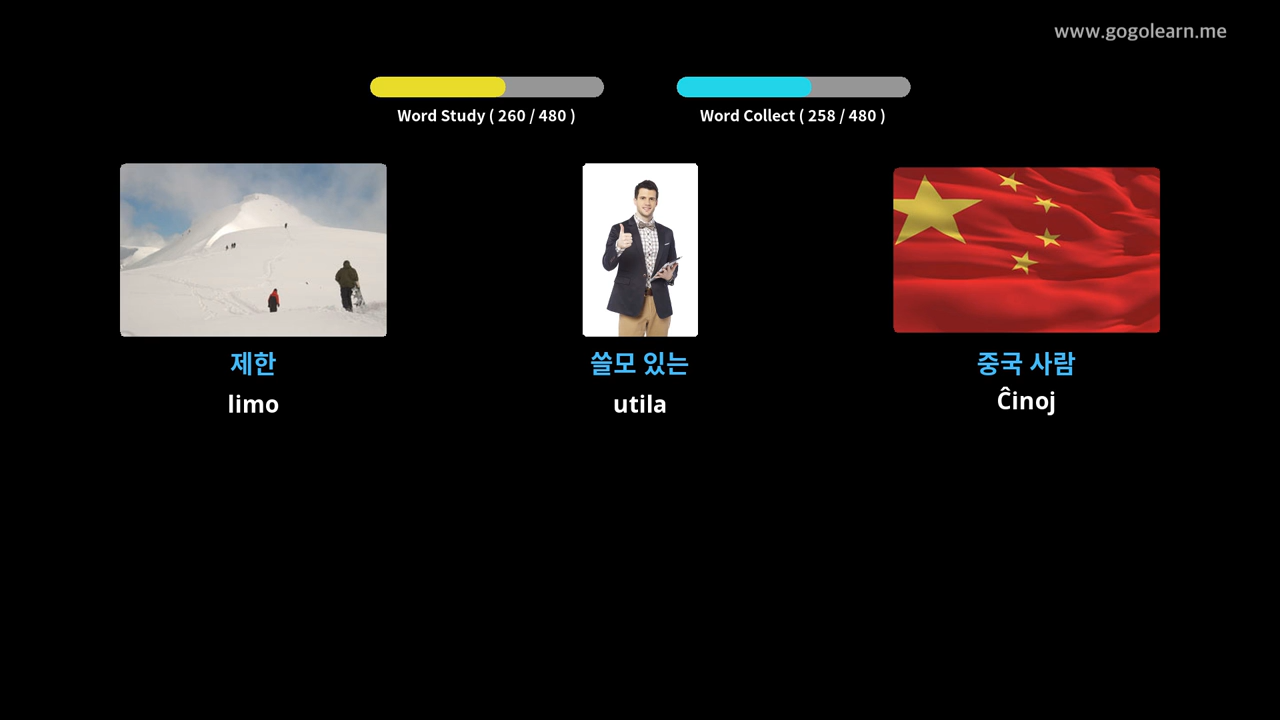 www.gogolearn.me
Word Study ( 260 / 480 )
Word Collect ( 258 / 480 )
제한
쓸모 있는
중국 사람
limo
utila
Ĉinoj